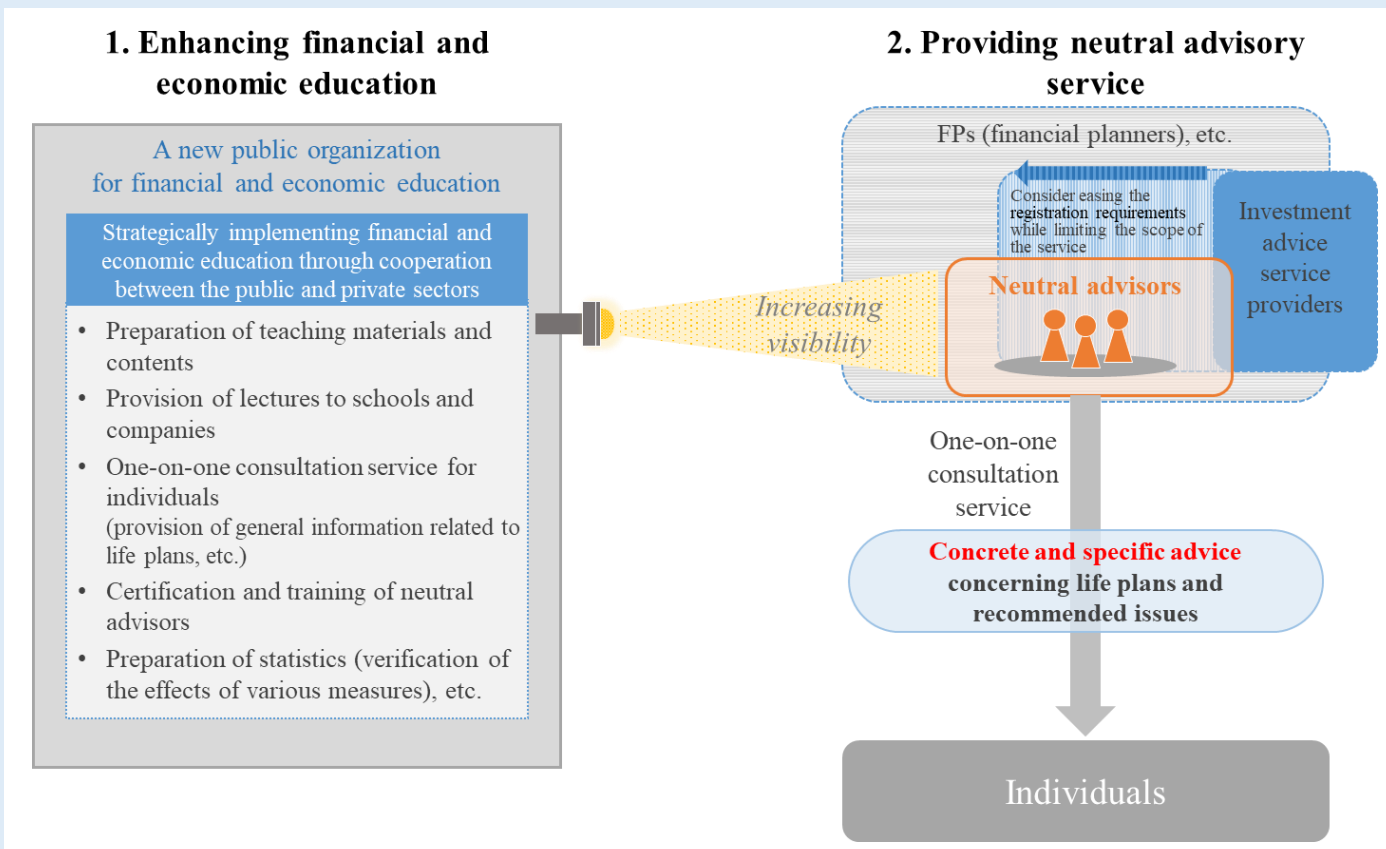 1. Enhancing financial and
economic education
A new public organization
for financial and economic education
Strategically implementing financial and
economic education through cooperation
between the public and private sectors
• Preparation of teaching materials and
contents
• Provision of lectures to schools and
companies
• One-on-one consultation service for
individuals
(provision of general information related to
life plans, etc.)
• Certification and training of neutral
advisors
• Preparation of statistics (verification of
the effects of various measures), etc.
Increasing
visibility
2. Providing neutral advisory
service
FPs (financial planners), etc.
Consider easing the
registration requirements
while limiting the scope of
the service
Investment
advice
service
providers
Neutral advisors
One-on-one
consultation
service
Concrete and specific advice
concerning life plans and
recommended issues
Individuals